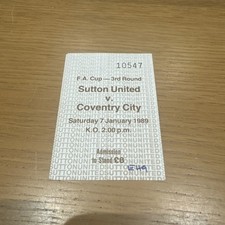 10547
F.A. Cup — 3rd Round
Sutton United
v.
Coventry City
Saturday 7 January 1989
K.O. 2.00 p.m.
Admission
to Stand £8